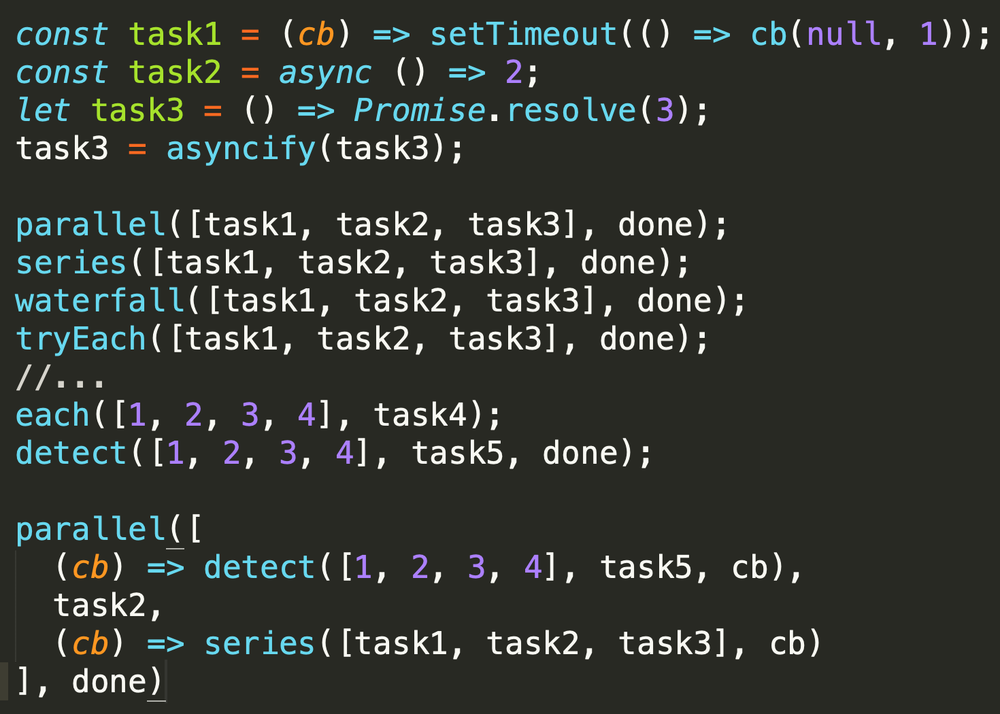 const task1 = (cb) => setTimeout(() => cb(null, 1));
const task2 = async () => 2;
let task3 = () => Promise.resolve(3);
task3 = asyncify(task3);

parallel([task1, task2, task3], done);
series([task1, task2, task3], done);
waterfall([task1, task2, task3], done);
tryEach([task1, task2, task3], done);
//...
each([1, 2, 3, 4], task4);
detect([1, 2, 3, 4], task5, done);

parallel([
  (cb) => detect([1, 2, 3, 4], task5, cb),
  task2,
  (cb) => series([task1, task2, task3], cb)
], done)